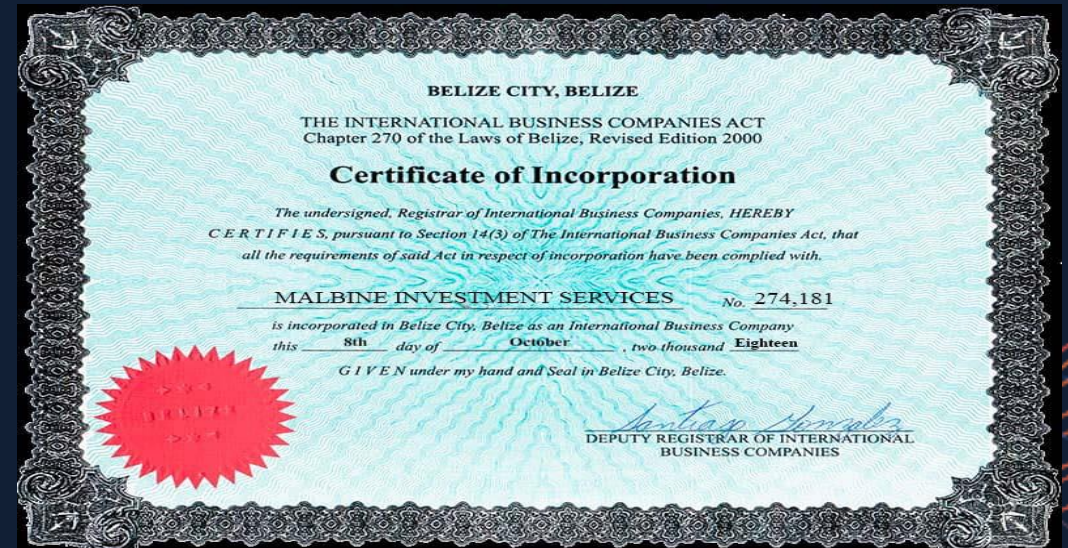 BELIZE CITY, BELIZE
THE INTERNATIONAL BUSINESS COMPANIES ACT
Chapter 270 of the Laws of Belize, Revised Edition 2000
Certificate of Incorporation
The undersigned, Registrar of International Business Companies, HEREBY
C E R T I F I E S, pursuant to Section 14(3) of The International Business Companies Act, that
all the requirements of said Act in respect of incorporation have been complied with.
MALBINE INVESTMENT SERVICES No. 274,181
is incorporated in Belize City, Belize as an International Business Company
this 8th day of October , two thousand Eighteen
G I V E N under my hand and Seal in Belize City, Belize.
BELIZE
Santiago Gonzalez
DEPUTY REGISTRAR OF INTERNATIONAL
BUSINESS COMPANIES